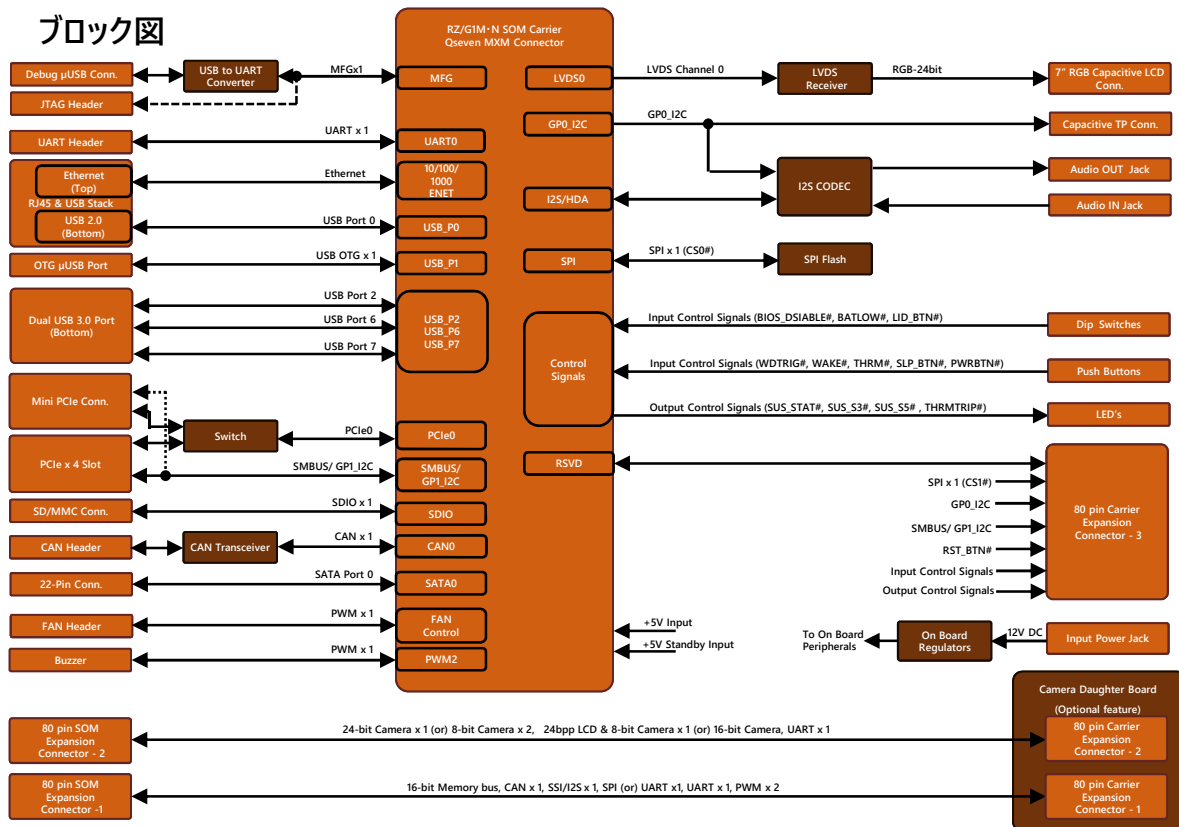 ブロック図
RZ/G1M・N SOM Carrier
Qseven MXM Connector
Debug µUSB Conn.
USB to UART
Converter
MFGx1
MFG
JTAG Header
UART Header
UART x 1
UART0
Ethernet
(Top)
RJ45 & USB Stack
USB 2.0
(Bottom)
Ethernet
10/100/
1000
ENET
USB Port 0
USB_P0
OTG µUSB Port
USB OTG x 1
USB_P1
Dual USB 3.0 Port
(Bottom)
USB Port 2
USB Port 6
USB Port 7
USB_P2
USB_P6
USB_P7
Mini PCIe Conn.
Switch
PCIe0
PCIe0
PCIe x 4 Slot
SMBUS/ GP1_I2C
SMBUS/
GP1_I2C
SD/MMC Conn.
SDIO x 1
SDIO
CAN Header
CAN Transceiver
CAN x 1
CAN0
22-Pin Conn.
SATA Port 0
SATA0
FAN Header
PWM x 1
FAN
Control
Buzzer
PWM x 1
PWM2
LVDS0
LVDS Channel 0
LVDS
Receiver
RGB-24bit
7” RGB Capacitive LCD
Conn.
GP0_I2C
GP0_I2C
Capacitive TP Conn.
I2S/HDA
I2S CODEC
Audio OUT Jack
Audio IN Jack
SPI
SPI x 1 (CS0#)
SPI Flash
Control
Signals
Input Control Signals (BIOS_DSIABLE#, BATLOW#, LID_BTN#)
Dip Switches
Input Control Signals (WDTRIG#, WAKE#, THRM#, SLP_BTN#, PWRBTN#)
Push Buttons
Output Control Signals (SUS_STAT#, SUS_S3#, SUS_S5# , THRMTRIP#)
LED's
RSVD
SPI x 1 (CS1#)
GP0_I2C
SMBUS/ GP1_I2C
RST_BTN#
Input Control Signals
Output Control Signals
80 pin Carrier
Expansion
Connector - 3
+5V Input
+5V Standby Input
To On Board
Peripherals
On Board
Regulators
12V DC
Input Power Jack
Camera Daughter Board
(Optional feature)
80 pin SOM
Expansion
Connector - 2
24-bit Camera x 1 (or) 8-bit Camera x 2, 24bpp LCD & 8-bit Camera x 1 (or) 16-bit Camera, UART x 1
80 pin Carrier
Expansion
Connector - 2
80 pin SOM
Expansion
Connector -1
16-bit Memory bus, CAN x 1, SSI/I2S x 1, SPI (or) UART x1, UART x 1, PWM x 2
80 pin Carrier
Expansion
Connector - 1